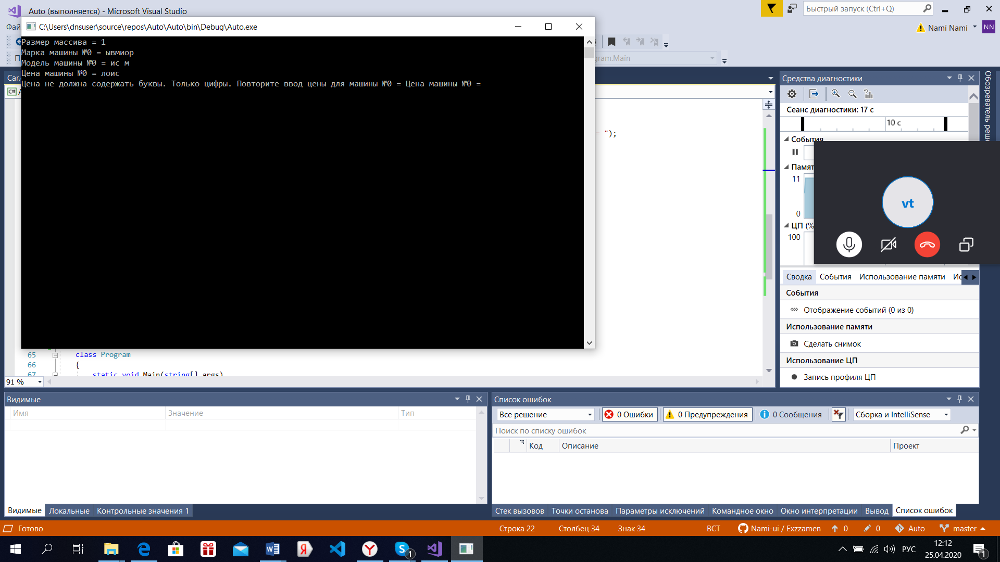 Auto (выполняется) - Microsoft Visual Studio
Быстрый запуск (Ctrl+Q)
Фай
Nami Nami
NN
C:\Users\dnsuser\source\repos\Auto\Auto\bin\Debug\Auto.exe
Размер массива = 1
Марка машины №0 = ывмиор
Модель машины №0 = ис м
Цена машины №0 = лоис
Цена не должна содержать буквы. Только цифры. Повторите ввод цены для машины №0 = Цена машины №0 =
П
gram.Main
Car.
C# A
= ");
65 class Program
66 {
67 static void Main(string[] args)
91 %
Средства диагностики
Сеанс диагностики: 17 с
10 с
События
Памят
11
0
ЦП (%
100
vt
Сводка События Использование памяти Ис
События
Отображение событий (0 из 0)
Использование памяти
Сделать снимок
Использование ЦП
Запись профиля ЦП
Обозреватель реше
Видимые
Имя Значение Тип
Видимые Локальные Контрольные значения 1
Список ошибок
Все решение 0 Ошибки 0 Предупреждения 0 Сообщения Сборка и IntelliSense
Поиск по списку ошибок
Код Описание Проект
Стек вызовов Точки останова Параметры исключений Командное окно Окно интерпретации Вывод Список ошибок
Готово Строка 22 Столбец 34 Знак 34 ВСТ Nami-ui / Exzzamen 0 0 Auto master
1
РУС
12:12
25.04.2020
1